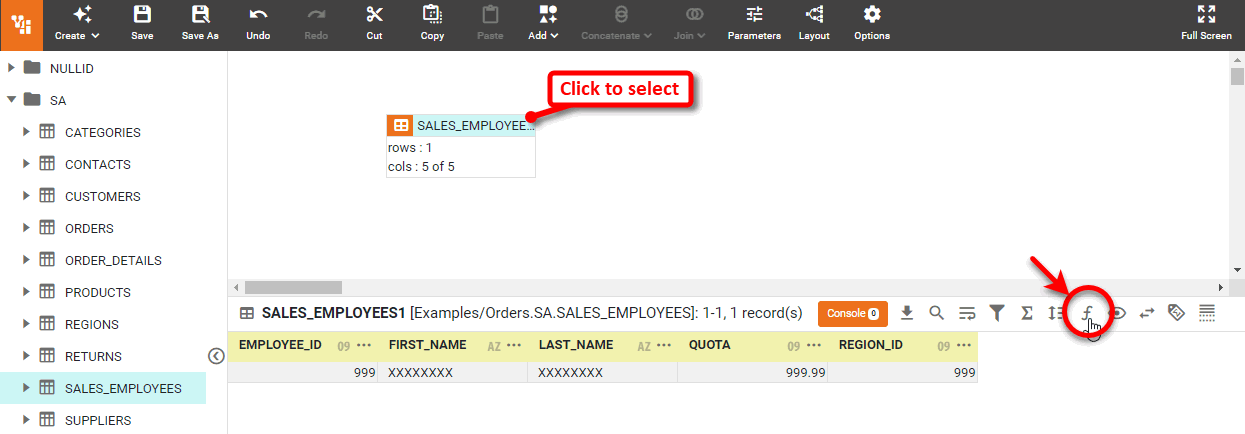 Create Save Save As Undo Redo Cut Copy Paste Add Concatenate Join Parameters Layout Options Full Screen
NULLID
SA
CATEGORIES
CONTACTS
CUSTOMERS
ORDERS
ORDER_DETAILS
PRODUCTS
REGIONS
RETURNS
SALES_EMPLOYEES
SUPPLIERS
Click to select
SALES_EMPLOYEE...
rows : 1
cols : 5 of 5
SALES_EMPLOYEES1 [Examples/Orders.SA.SALES_EMPLOYEES]: 1-1, 1 record(s) Console 0
EMPLOYEE_ID 09 ••• FIRST_NAME AZ ••• LAST_NAME AZ ••• QUOTA 09 ••• REGION_ID 09 •••
999 XXXXXXXX XXXXXXXX 999.99 999